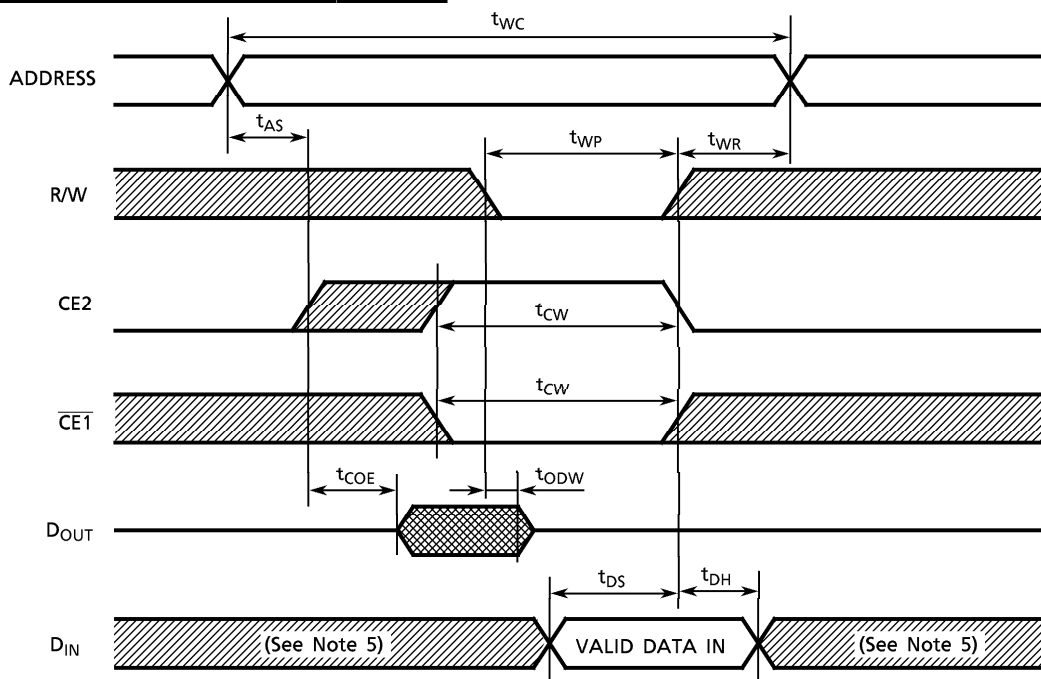 tWC
ADDRESS
tAS
tWP
tWR
R/W
CE2
tCW
tCW
CE1
tCOE
tODW
DOUT
tDS
tDH
DIN
(See Note 5)
VALID DATA IN
(See Note 5)